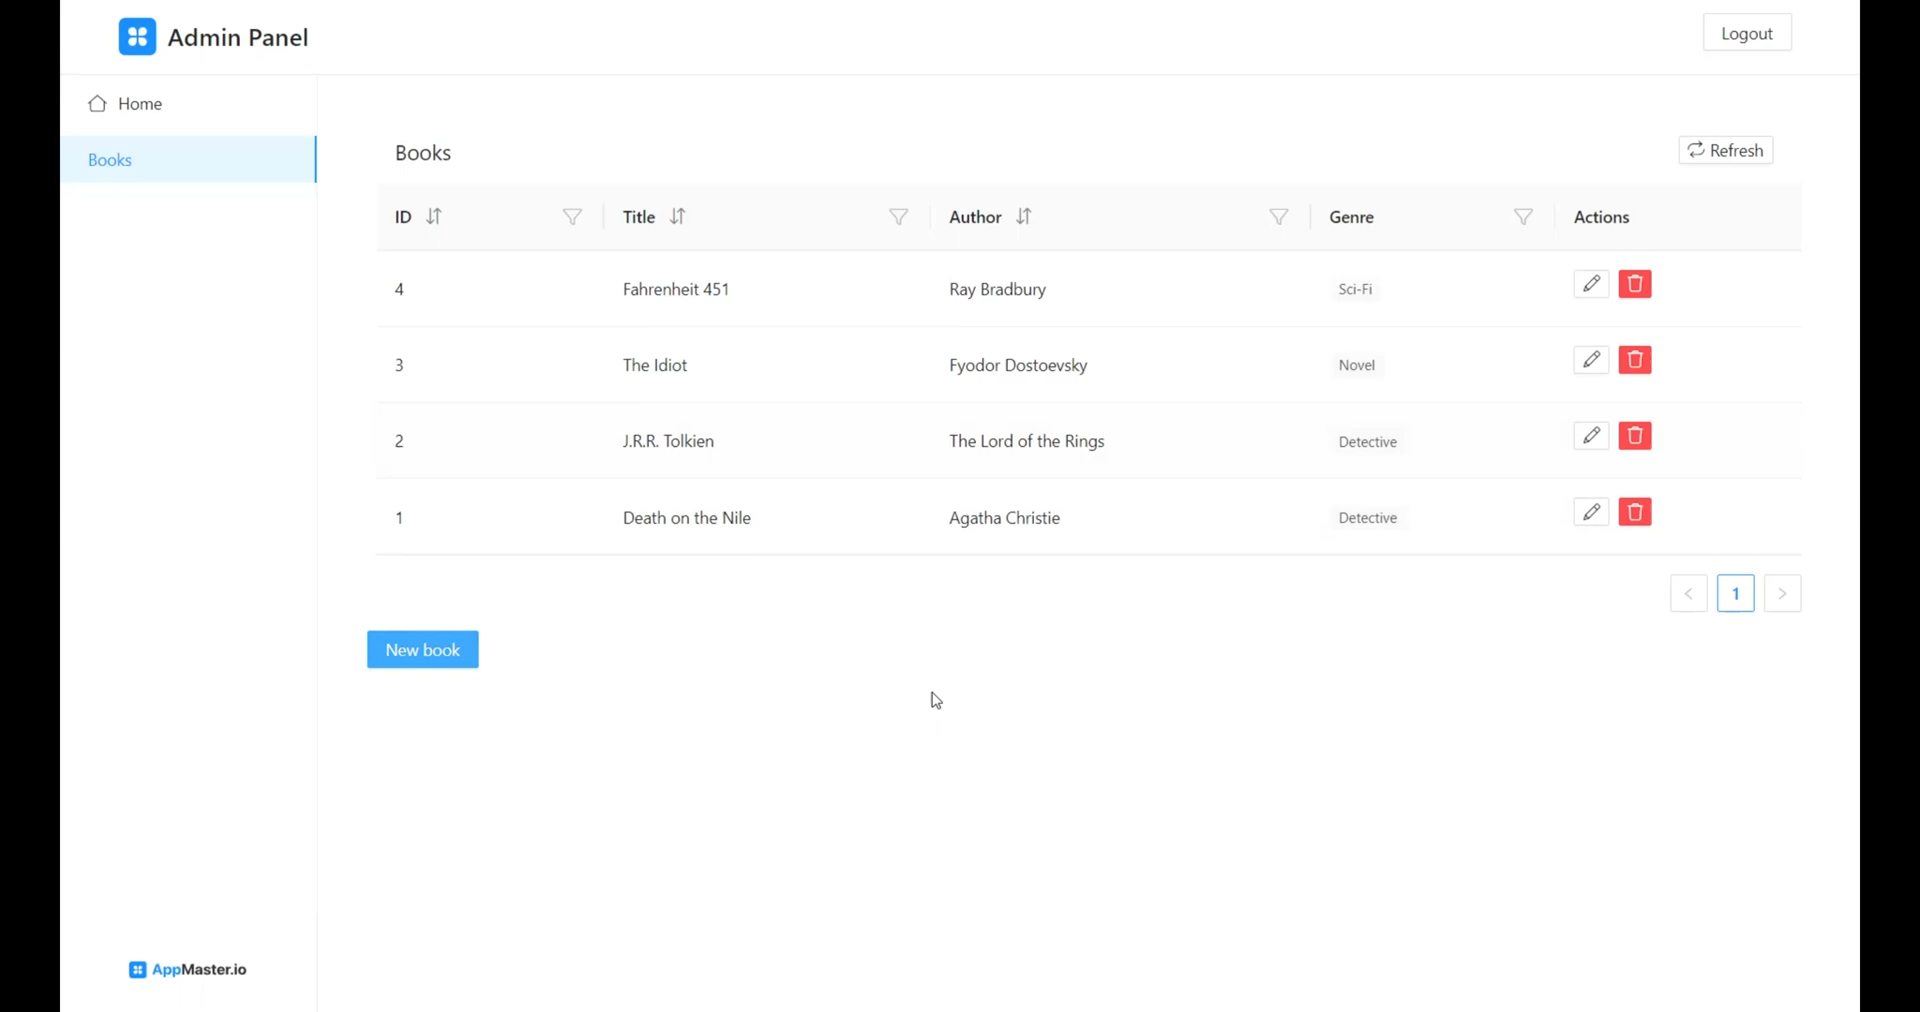 Admin Panel
Logout
Home
Books
Books
Refresh
ID Title Author Genre Actions
4 Fahrenheit 451 Ray Bradbury Sci-Fi
3 The Idiot Fyodor Dostoevsky Novel
2 J.R.R. Tolkien The Lord of the Rings Detective
1 Death on the Nile Agatha Christie Detective
< 1 >
New book
AppMaster.io